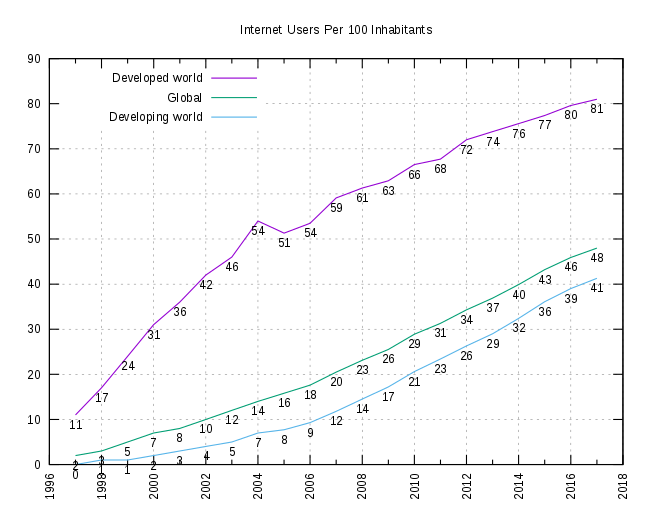 Internet Users Per 100 Inhabitants
90
80
70
60
50
40
30
20
10
0
Developed world
Global
Developing world
11 17 24 31 36 42 46 54 51 54 59 61 63 66 68 72 74 76 77 80 81
2 3 5 7 8 10 12 14 16 18 20 23 26 29 31 34 37 40 43 46 48
0 1 1 2 3 4 5 7 8 9 12 14 17 21 23 26 29 32 36 39 41
1996 1998 2000 2002 2004 2006 2008 2010 2012 2014 2016 2018